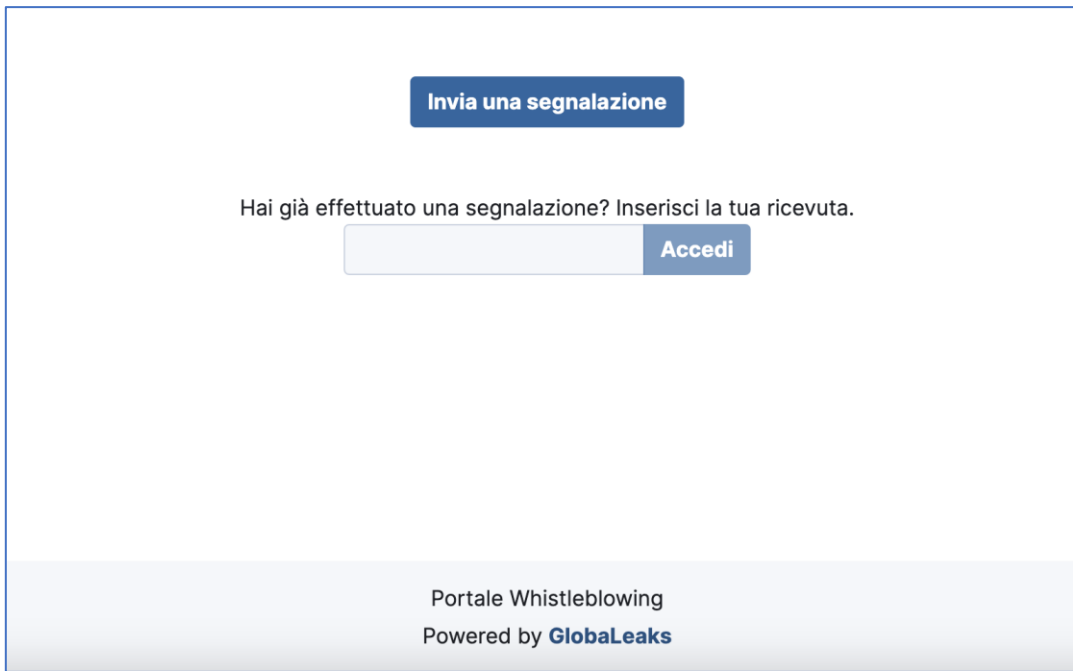 Invia una segnalazione
Hai già effettuato una segnalazione? Inserisci la tua ricevuta.
Accedi
Portale Whistleblowing
Powered by GlobaLeaks